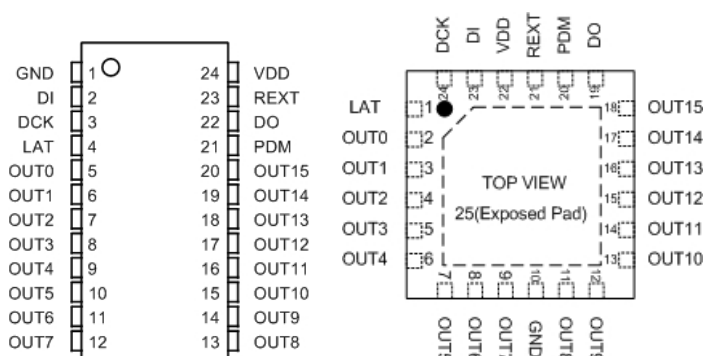 GND 1 24 VDD
DI 2 23 REXT
DCK 3 22 DO
LAT 4 21 PDM
OUT0 5 20 OUT15
OUT1 6 19 OUT14
OUT2 7 18 OUT13
OUT3 8 17 OUT12
OUT4 9 16 OUT11
OUT5 10 15 OUT10
OUT6 11 14 OUT9
OUT7 12 13 OUT8
DCK DI VDD REXT PDM DO
24 23 22 21 20 19
LAT 1 18 OUT15
OUT0 2 17 OUT14
OUT1 3 16 OUT13
OUT2 4 15 OUT12
OUT3 5 14 OUT11
OUT4 6 13 OUT10
TOP VIEW
25(Exposed Pad)
7 8 9 10 11 12
GND